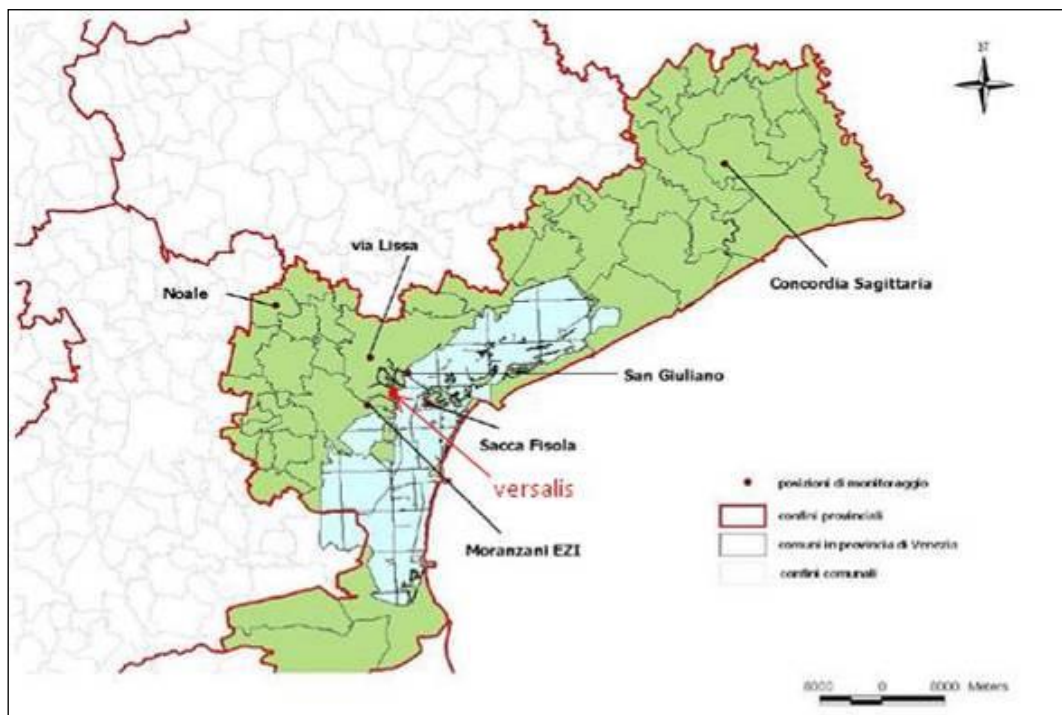 via Lissa
Noale
Concordia Sagittaria
San Giuliano
Sacca Fisola
versalis
Moranzani EZI
posizioni di monitoraggio
confini provinciali
comuni in provincia di Venezia
confini comunali
8000 0 8000 Meters